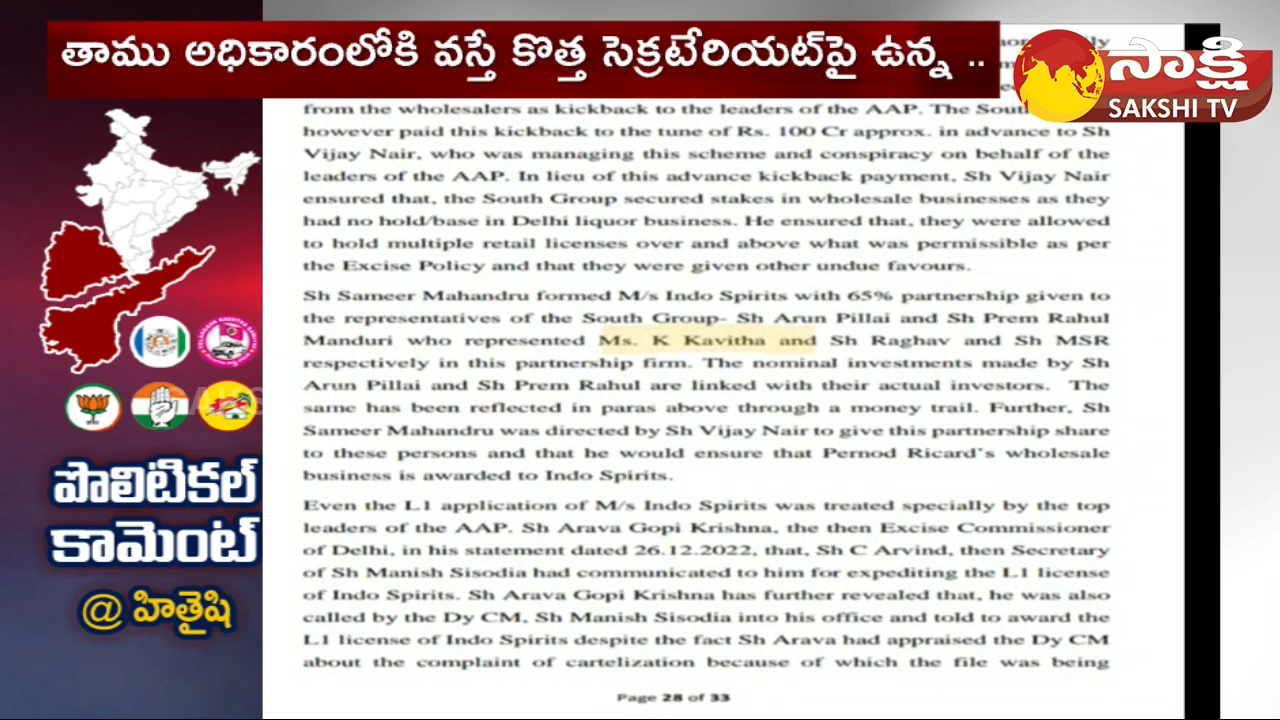 తాము అధికారంలోకి వస్తే కొత్త సెక్రటేరియట్‌పై ఉన్న ..
సాక్షి
SAKSHI TV
from the wholesalers as kickback to the leaders of the AAP. The South
however paid this kickback to the tune of Rs. 100 Cr approx. in advance to Sh
Vijay Nair, who was managing this scheme and conspiracy on behalf of the
leaders of the AAP. In lieu of this advance kickback payment, Sh Vijay Nair
ensured that, the South Group secured stakes in wholesale businesses as they
had no hold/base in Delhi liquor business. He ensured that, they were allowed
to hold multiple retail licenses over and above what was permissible as per
the Excise Policy and that they were given other undue favours.
Sh Sameer Mahandru formed M/s Indo Spirits with 65% partnership given to
the representatives of the South Group- Sh Arun Pillai and Sh Prem Rahul
Manduri who represented Ms. K Kavitha and Sh Raghav and Sh MSR
respectively in this partnership firm. The nominal investments made by Sh
Arun Pillai and Sh Prem Rahul are linked with their actual investors. The
same has been reflected in paras above through a money trail. Further, Sh
Sameer Mahandru was directed by Sh Vijay Nair to give this partnership share
to these persons and that he would ensure that Pernod Ricard's wholesale
business is awarded to Indo Spirits.
Even the L1 application of M/s Indo Spirits was treated specially by the top
leaders of the AAP. Sh Arava Gopi Krishna, the then Excise Commissioner
of Delhi, in his statement dated 26.12.2022, that, Sh C Arvind, then Secretary
of Sh Manish Sisodia had communicated to him for expediting the L1 license
of Indo Spirits. Sh Arava Gopi Krishna has further revealed that, he was also
called by the Dy CM, Sh Manish Sisodia into his office and told to award the
L1 license of Indo Spirits despite the fact Sh Arava had appraised the Dy CM
about the complaint of cartelization because of which the file was being
Page 28 of 33
పొలిటికల్
కామెంట్
@ హితైషి